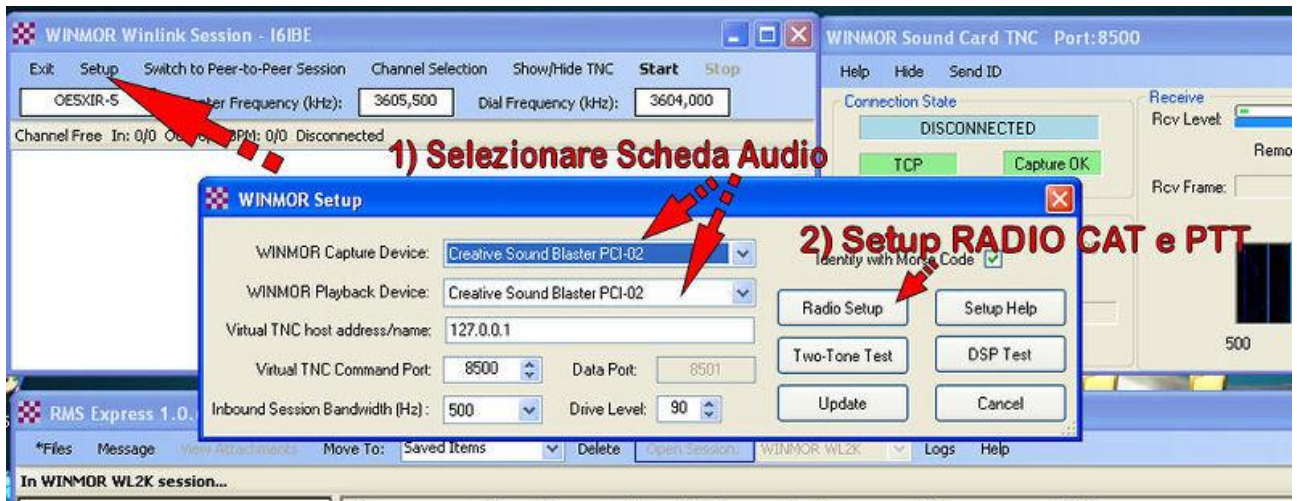 WINMOR Winlink Session - I6IBE
Exit Setup Switch to Peer-to-Peer Session Channel Selection Show/Hide TNC Start Stop
OE5XIR-5 Frequency (kHz): 3605,500 Dial Frequency (kHz): 3604,000
Channel Free In: 0/0 BPM: 0/0 Disconnected
WINMOR Sound Card TNC Port:8500
Help Hide Send ID
Connection State
DISCONNECTED
TCP Capture OK
Receive
Rcv Level:
Remo
Rcv Frame:
500
1) Selezionare Scheda Audio
2) Setup RADIO CAT e PTT
WINMOR Setup
WINMOR Capture Device: Creative Sound Blaster PCI-02
WINMOR Playback Device: Creative Sound Blaster PCI-02
Virtual TNC host address/name: 127.0.0.1
Virtual TNC Command Port: 8500 Data Port: 8501
Inbound Session Bandwidth (Hz): 500 Drive Level: 90
Identify with Morse Code
Radio Setup Setup Help
Two-Tone Test DSP Test
Update Cancel
RMS Express 1.0.
*Files Message View Attachments Move To: Saved Items Delete Open Session: WINMOR WL2K Logs Help
In WINMOR WL2K session...